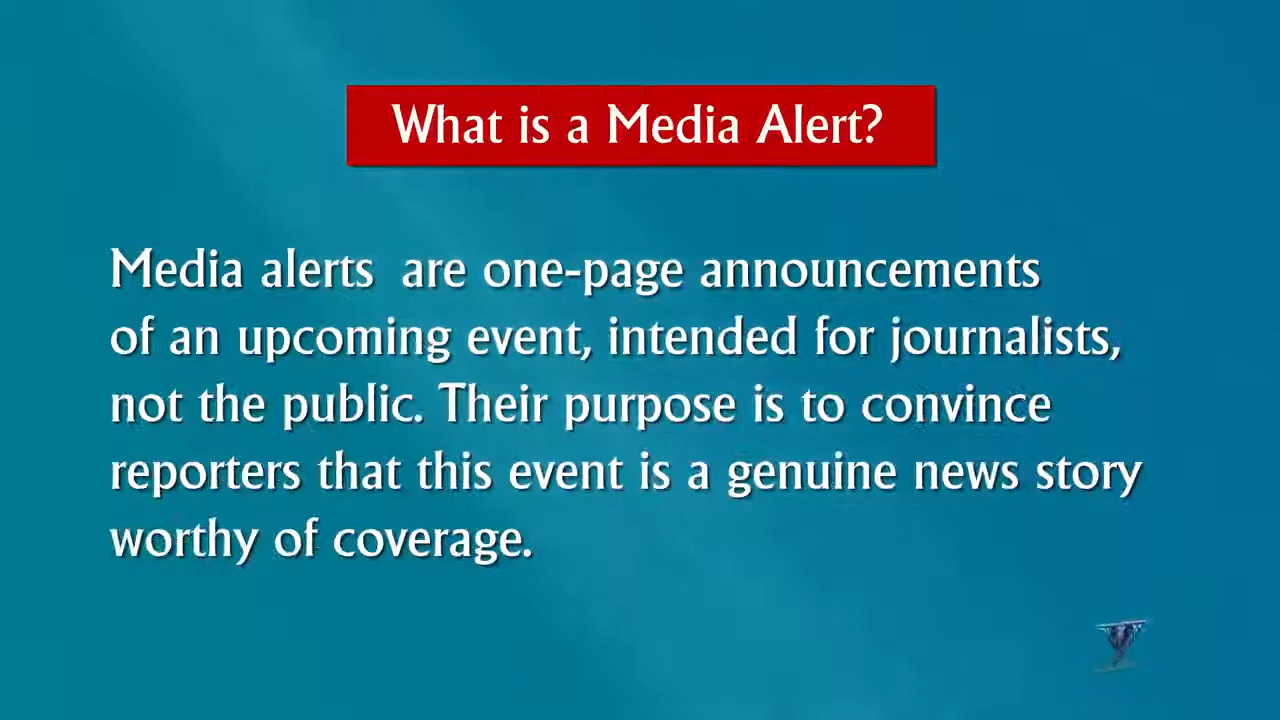 What is a Media Alert?
Media alerts are one-page announcements
of an upcoming event, intended for journalists,
not the public. Their purpose is to convince
reporters that this event is a genuine news story
worthy of coverage.